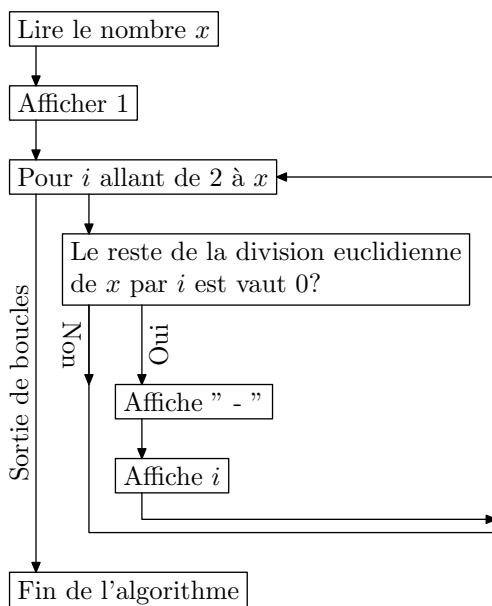 Lire le nombre x
Afficher 1
Pour i allant de 2 à x
Le reste de la division euclidienne
de x par i est vaut 0?
Non
Oui
Sortie de boucles
Affiche " - "
Affiche i
Fin de l'algorithme